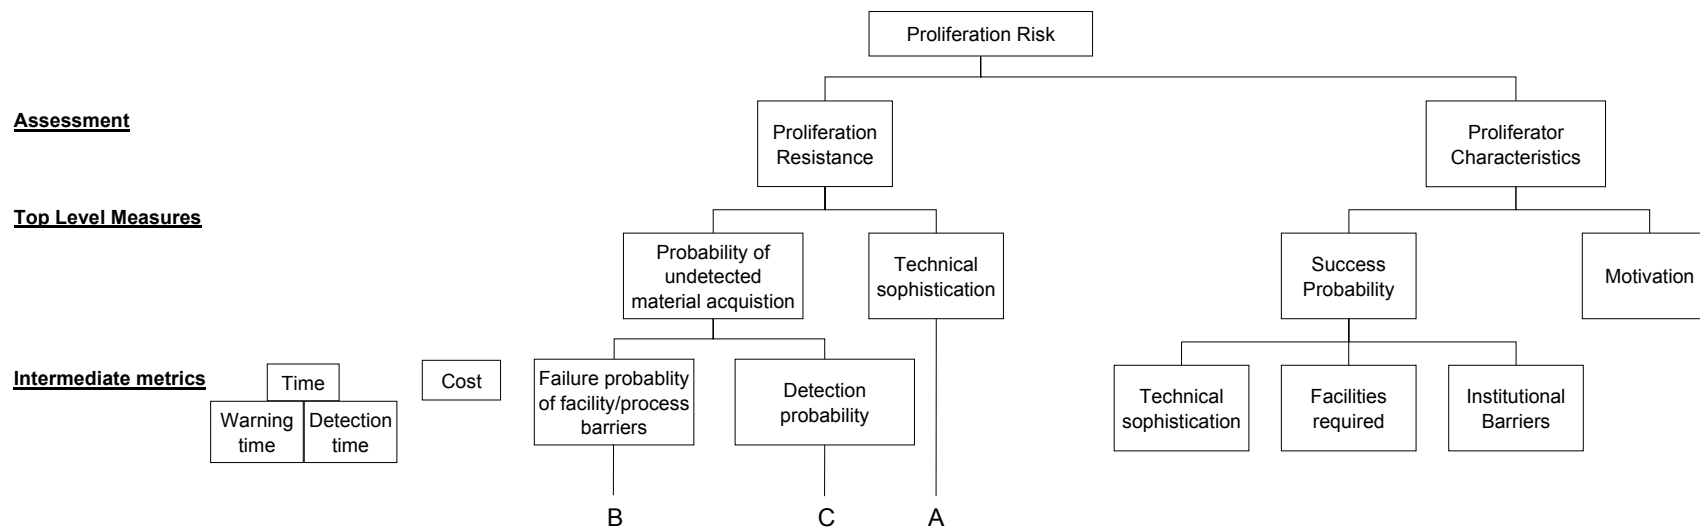 Proliferation Risk
Assessment
Proliferation
Resistance
Proliferator
Characteristics
Top Level Measures
Probability of
undetected
material acquistion
Technical
sophistication
Success
Probability
Motivation
Intermediate metrics
Time
Warning
time
Detection
time
Cost
Failure probablity
of facility/process
barriers
Detection
probability
Technical
sophistication
Facilities
required
Institutional
Barriers
B
C
A